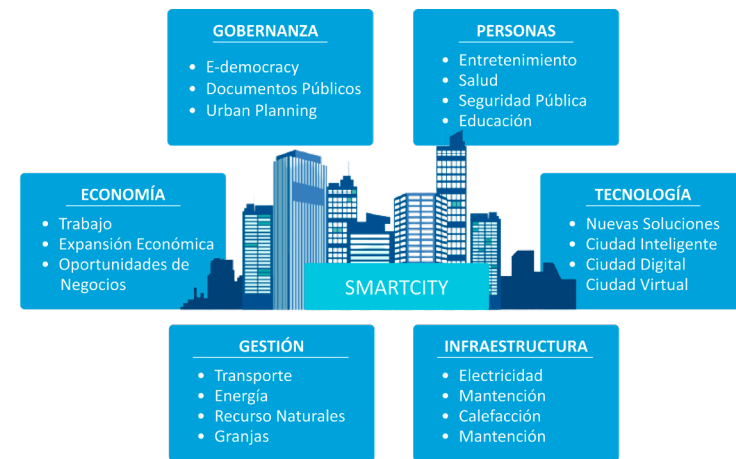 GOBERNANZA
• E-democracy
• Documentos Públicos
• Urban Planning
PERSONAS
• Entretenimiento
• Salud
• Seguridad Pública
• Educación
ECONOMÍA
• Trabajo
• Expansión Económica
• Oportunidades de
Negocios
TECNOLOGÍA
• Nuevas Soluciones
• Ciudad Inteligente
• Ciudad Digital
Ciudad Virtual
SMARTCITY
GESTIÓN
• Transporte
• Energía
• Recurso Naturales
• Granjas
INFRAESTRUCTURA
• Electricidad
• Mantención
• Calefacción
• Mantención